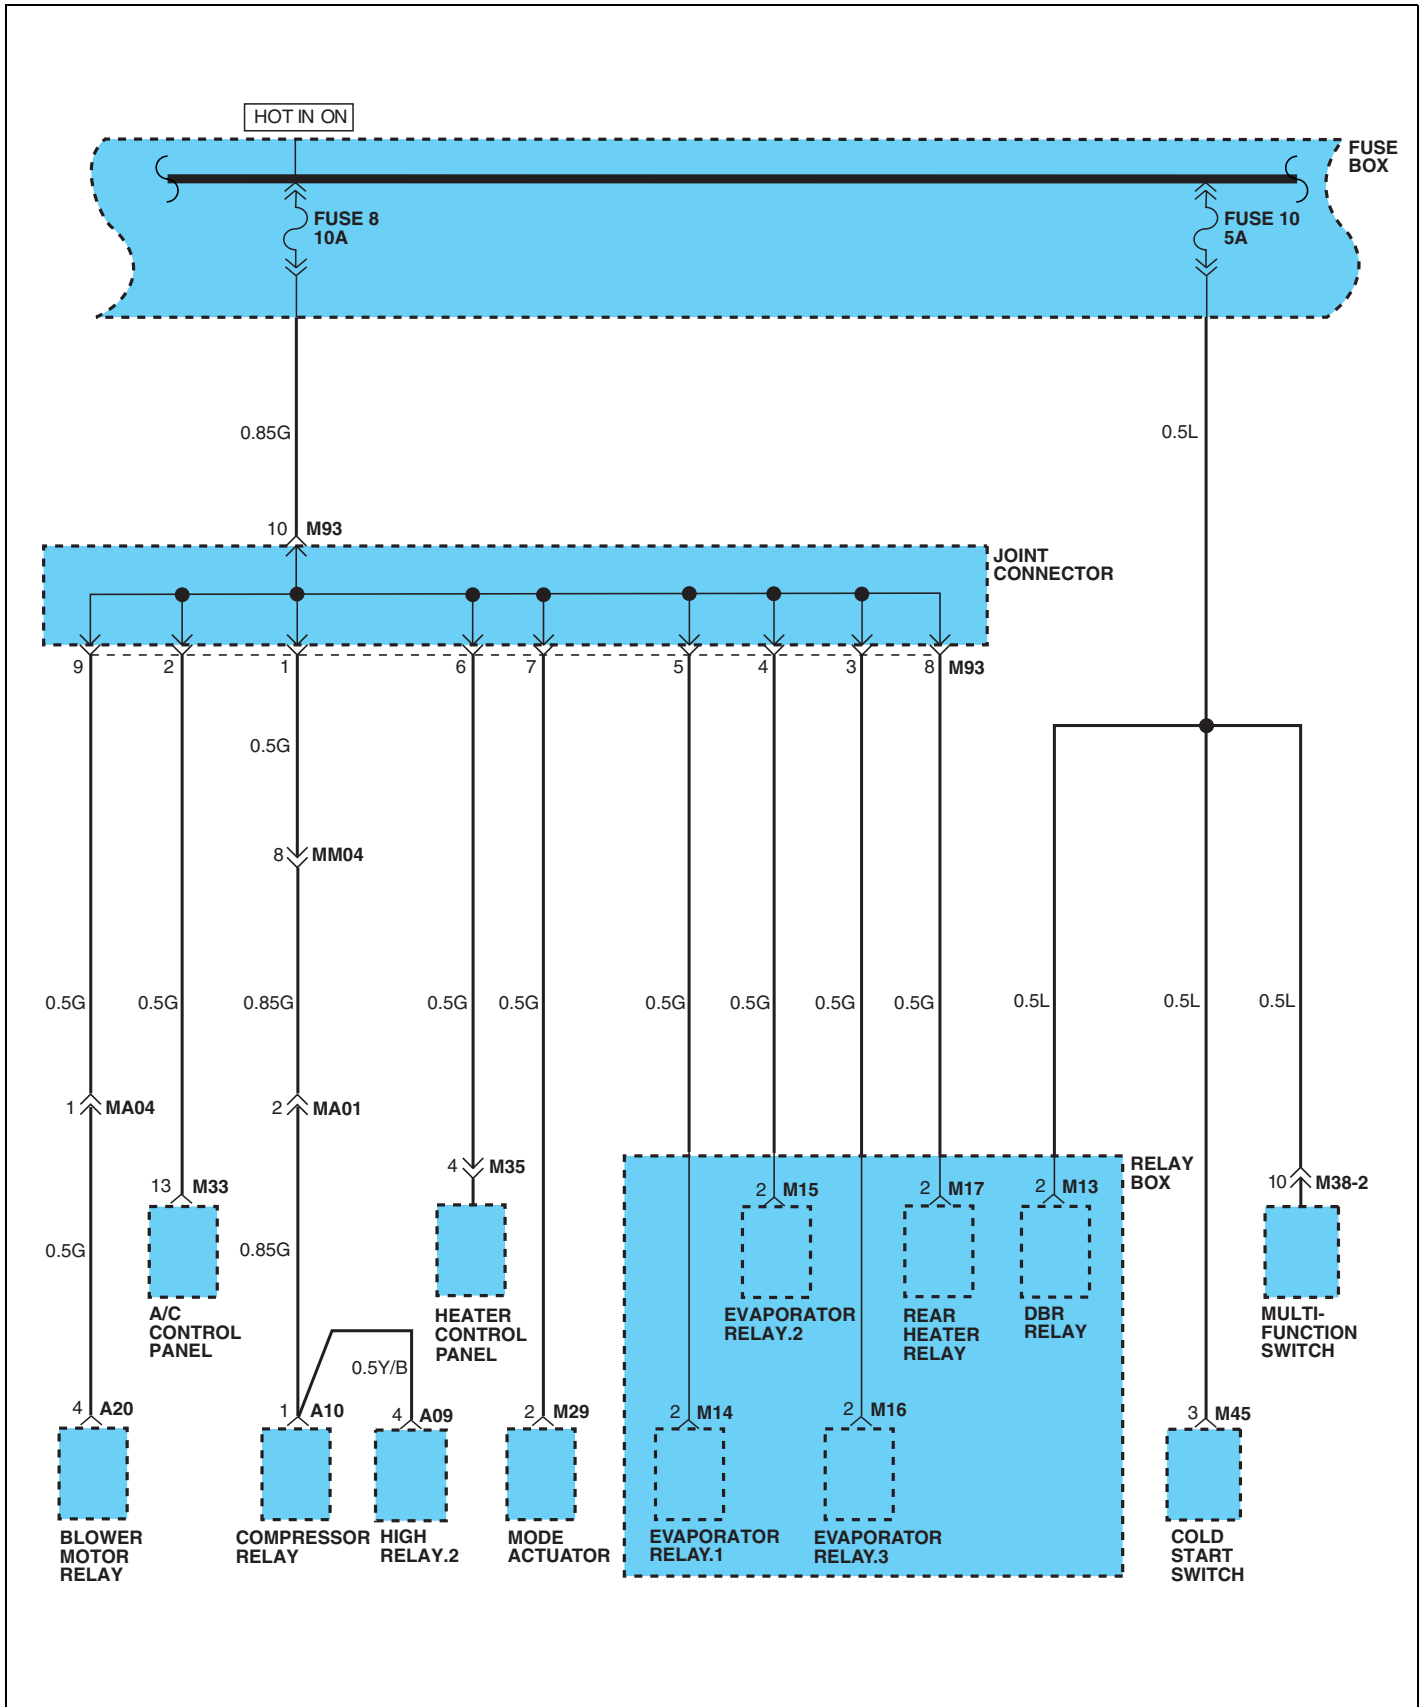 HOT IN ON
FUSE
BOX
FUSE 8
10A
FUSE 10
5A
0.85G
0.5L
10 M93
JOINT
CONNECTOR
9 2 1 6 7 5 4 3 8 M93
0.5G
8 MM04
0.5G 0.5G 0.85G 0.5G 0.5G 0.5G 0.5G 0.5G 0.5G 0.5L 0.5L 0.5L
1 MA04
2 MA01
4 M35
RELAY
BOX
13 M33
2 M15
2 M17
2 M13
10 M38-2
0.5G
0.85G
A/C
CONTROL
PANEL
HEATER
CONTROL
PANEL
EVAPORATOR
RELAY.2
REAR
HEATER
RELAY
DBR
RELAY
MULTI-
FUNCTION
SWITCH
0.5Y/B
4 A20
1 A10
4 A09
2 M29
2 M14
2 M16
3 M45
BLOWER
MOTOR
RELAY
COMPRESSOR
RELAY
HIGH
RELAY.2
MODE
ACTUATOR
EVAPORATOR
RELAY.1
EVAPORATOR
RELAY.3
COLD
START
SWITCH